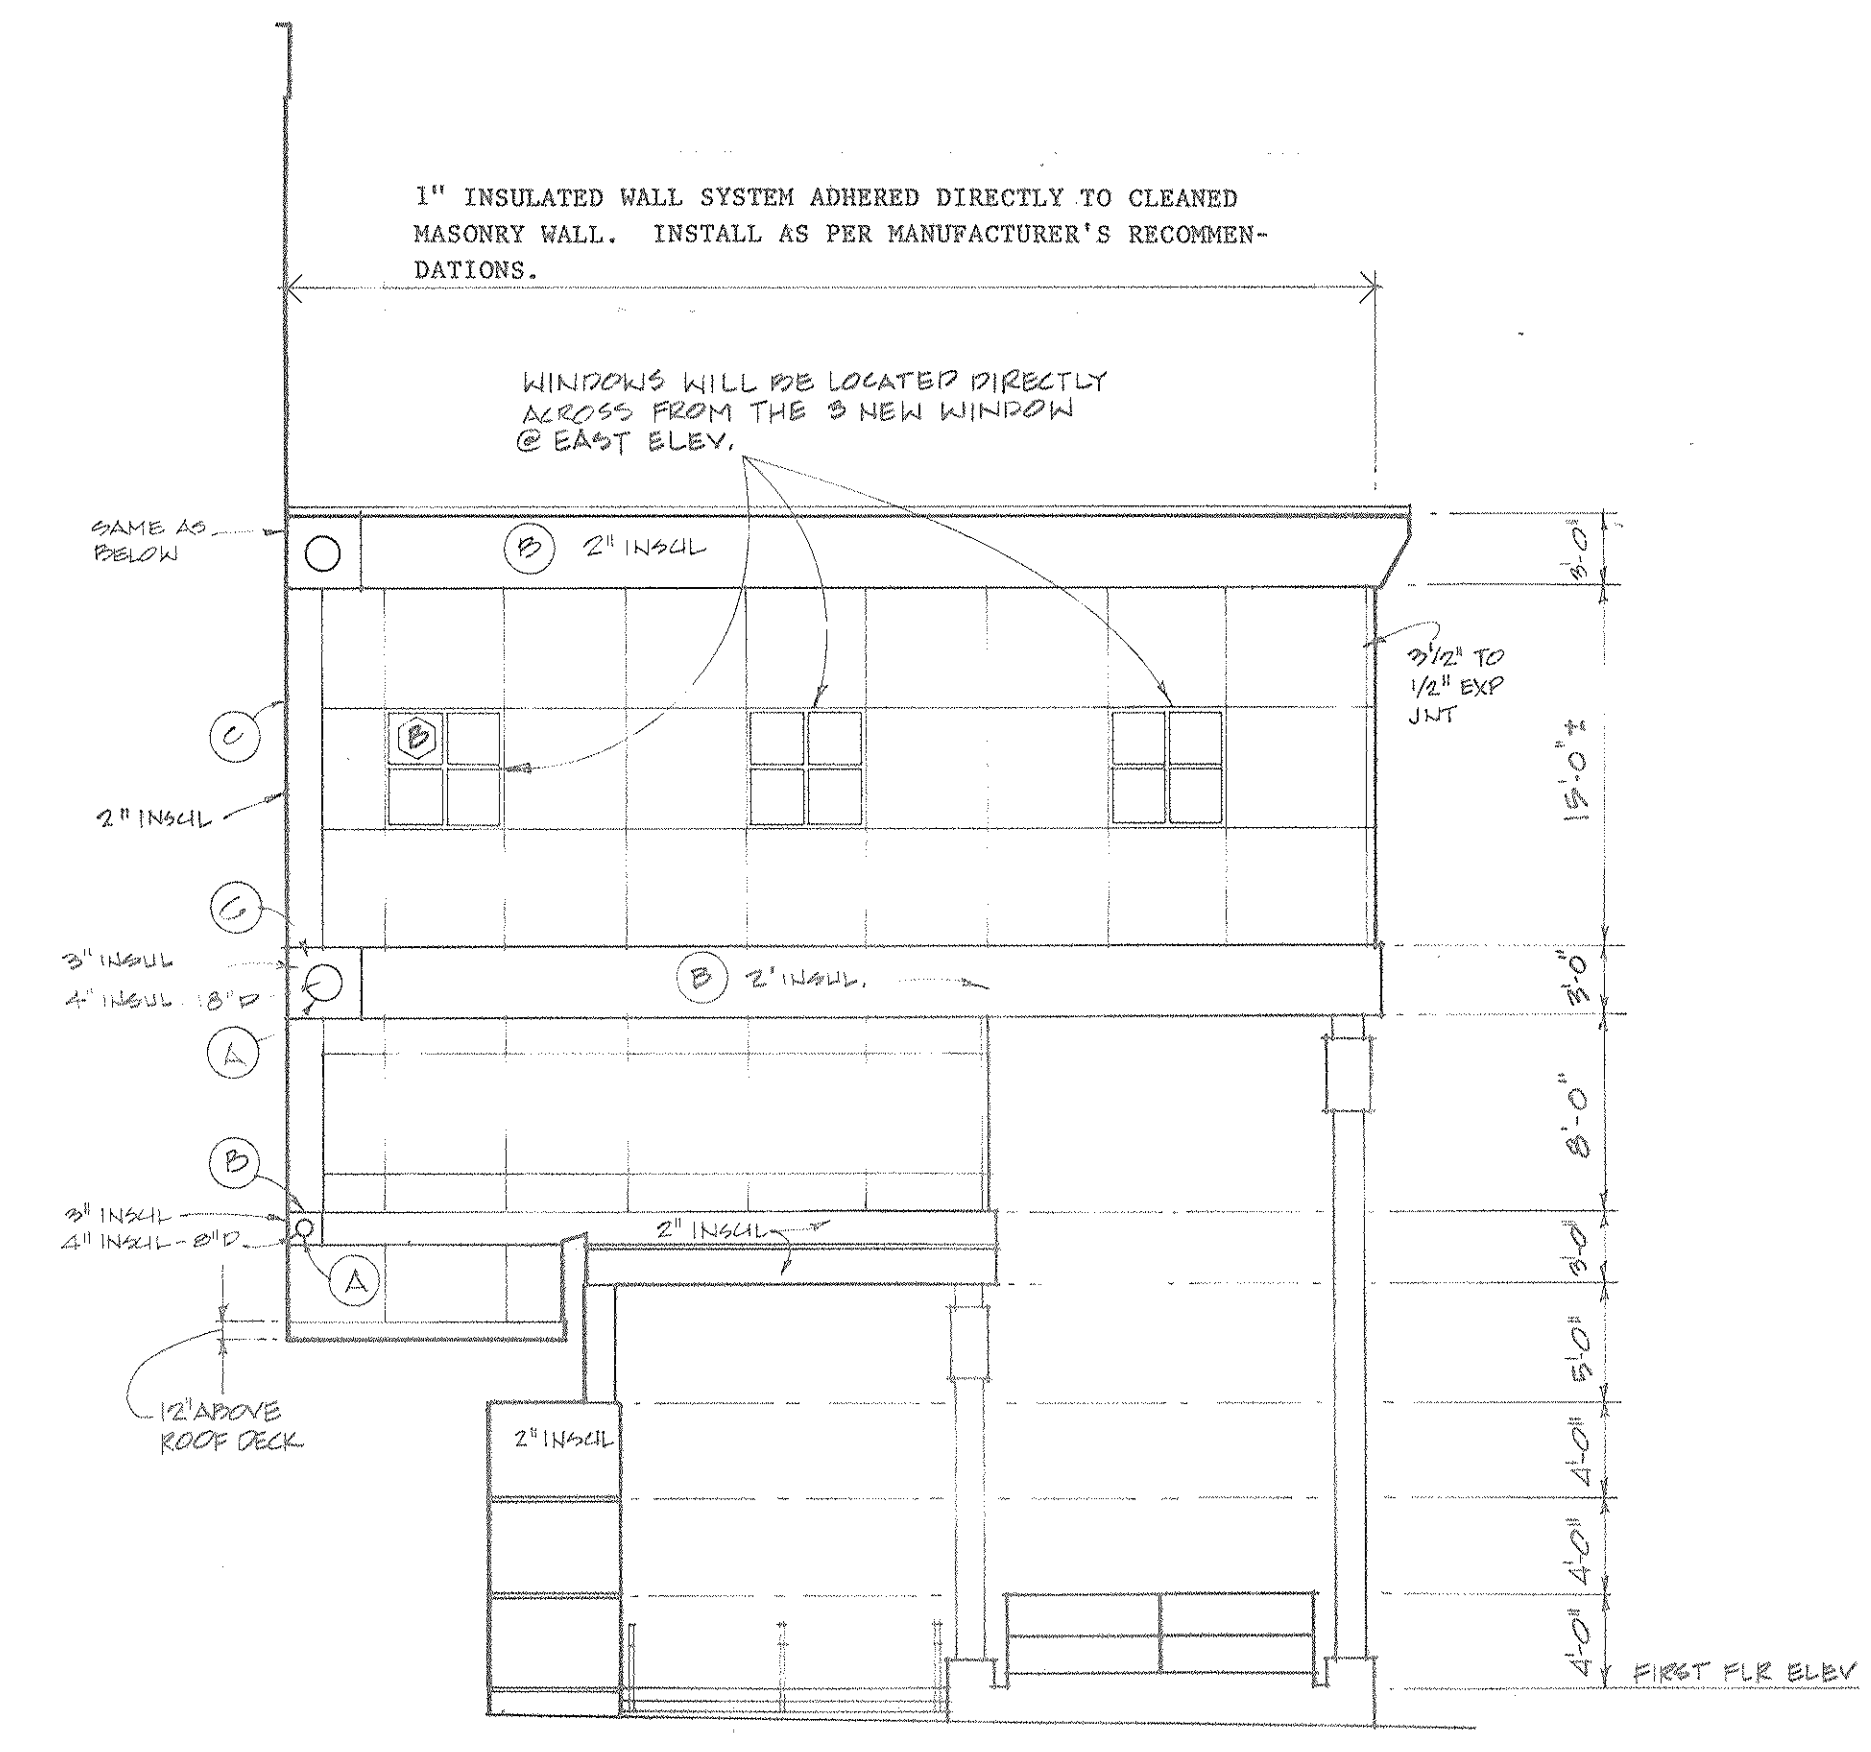 1" INSULATED WALL SYSTEM ADHERED DIRECTLY TO CLEANED
MASONRY WALL. INSTALL AS PER MANUFACTURER'S RECOMMEN-
DATIONS.
WINDOWS WILL BE LOCATED DIRECTLY
ACROSS FROM THE 3 NEW WINDOW
@ EAST ELEV.
SAME AS
BELOW
B 2" INSUL
3'-0"
3 1/2" TO
1/2" EXP
JNT
C
B
15'-0" ±
2" INSUL
C
3" INSUL
4" INSUL 18"D
B 2" INSUL.
3'-0"
A
8'-0"
B
3" INSUL
4" INSUL - 8"D
2" INSUL
3'-0"
A
5'-0"
12" ABOVE
ROOF DECK
2" INSUL
4'-0"
4'-0"
4'-0"
FIRST FLR ELEV